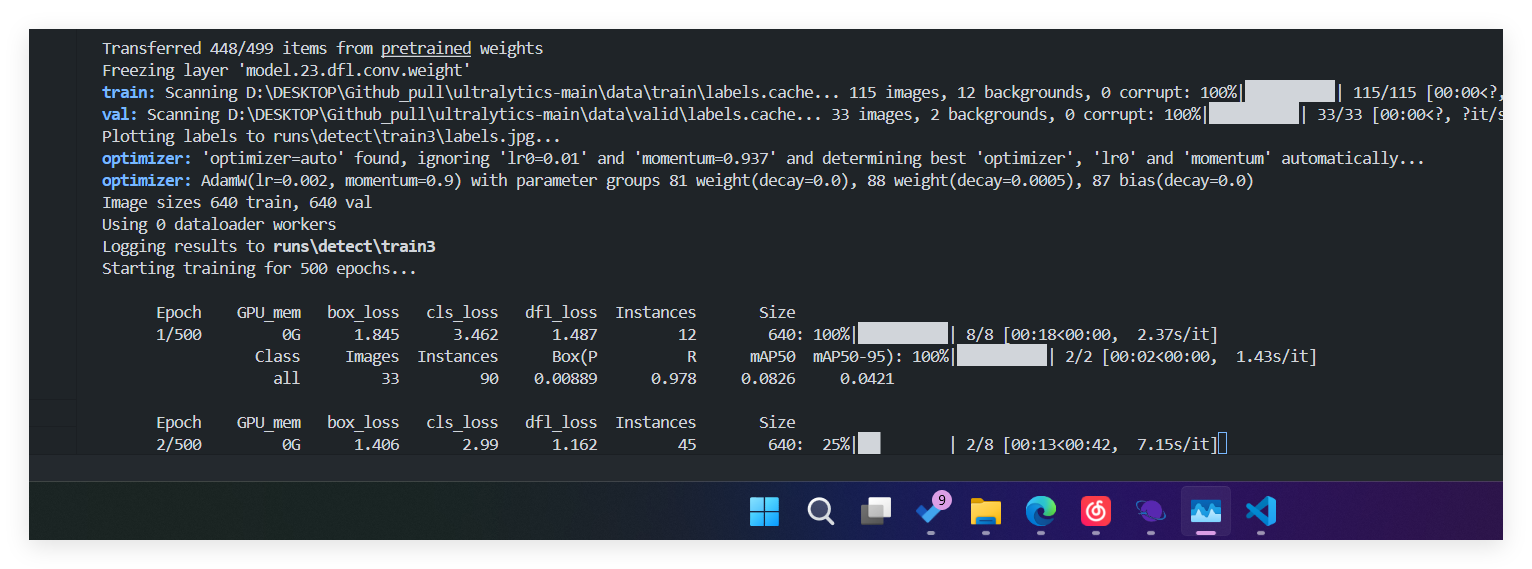 Transferred 448/499 items from pretrained weights
Freezing layer 'model.23.dfl.conv.weight'
train: Scanning D:\DESKTOP\Github_pull\ultralytics-main\data\train\labels.cache... 115 images, 12 backgrounds, 0 corrupt: 100%|██████████| 115/115 [00:00<?,
val: Scanning D:\DESKTOP\Github_pull\ultralytics-main\data\valid\labels.cache... 33 images, 2 backgrounds, 0 corrupt: 100%|██████████| 33/33 [00:00<?, ?it/s
Plotting labels to runs\detect\train3\labels.jpg...
optimizer: 'optimizer=auto' found, ignoring 'lr0=0.01' and 'momentum=0.937' and determining best 'optimizer', 'lr0' and 'momentum' automatically...
optimizer: AdamW(lr=0.002, momentum=0.9) with parameter groups 81 weight(decay=0.0), 88 weight(decay=0.0005), 87 bias(decay=0.0)
Image sizes 640 train, 640 val
Using 0 dataloader workers
Logging results to runs\detect\train3
Starting training for 500 epochs...
Epoch GPU_mem box_loss cls_loss dfl_loss Instances Size
1/500 0G 1.845 3.462 1.487 12 640: 100%|██████████| 8/8 [00:18<00:00, 2.37s/it]
Class Images Instances Box(P R mAP50 mAP50-95): 100%|██████████| 2/2 [00:02<00:00, 1.43s/it]
all 33 90 0.00889 0.978 0.0826 0.0421
Epoch GPU_mem box_loss cls_loss dfl_loss Instances Size
2/500 0G 1.406 2.99 1.162 45 640: 25%|██▌ | 2/8 [00:13<00:42, 7.15s/it]
9